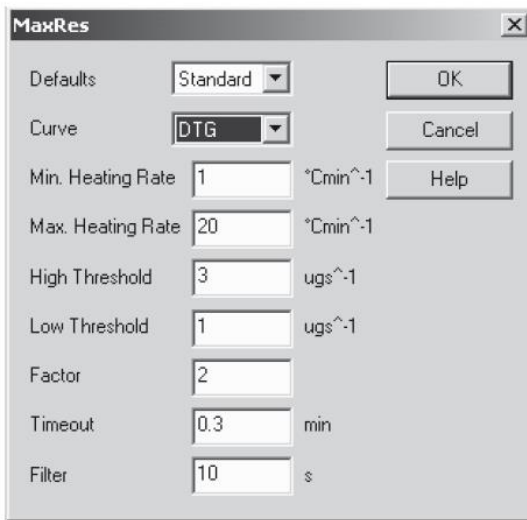 MaxRes
Defaults Standard OK
Curve DTG Cancel
Min. Heating Rate 1 °Cmin^-1 Help
Max. Heating Rate 20 °Cmin^-1
High Threshold 3 ugs^-1
Low Threshold 1 ugs^-1
Factor 2
Timeout 0.3 min
Filter 10 s